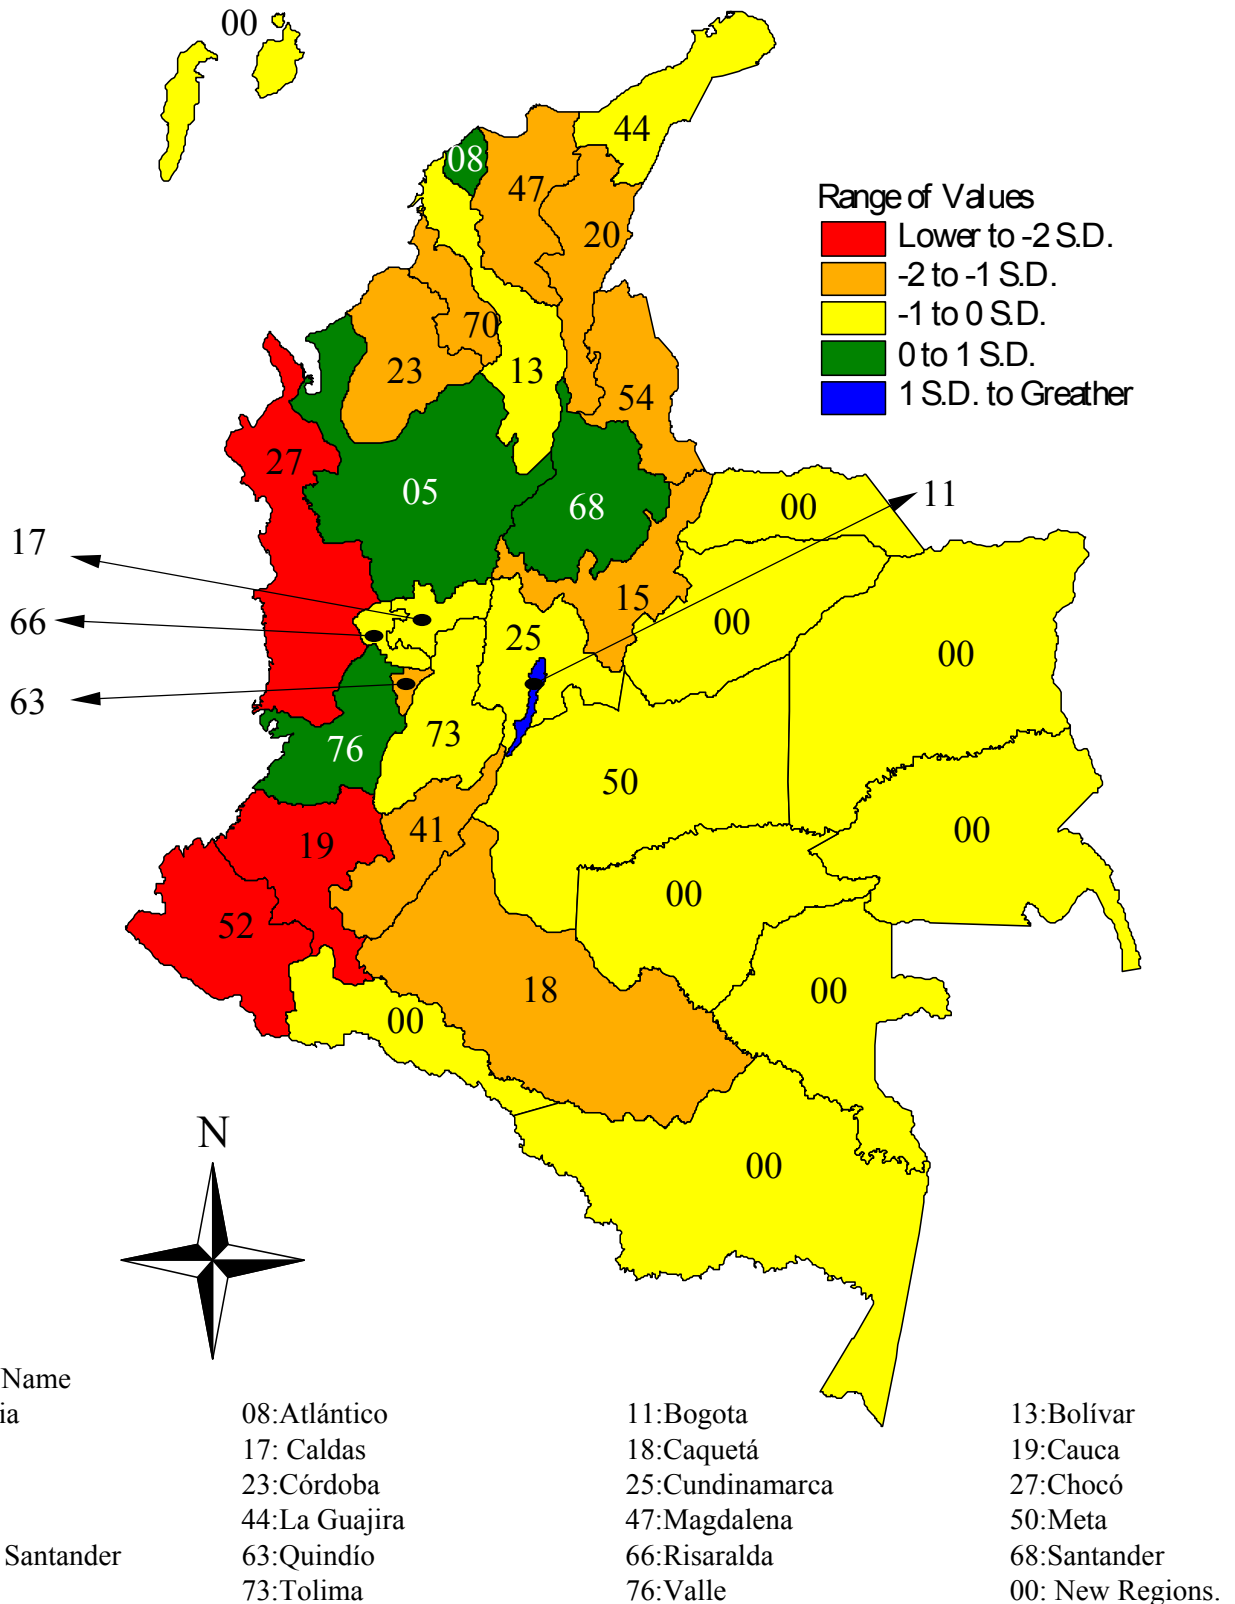 00
44
08
47
20
Range of Values
Lower to -2 S.D.
-2 to -1 S.D.
-1 to 0 S.D.
0 to 1 S.D.
1 S.D. to Greather
70
23
13
54
27
05
68
00
11
17
15
66
25
00
00
63
73
76
50
19
41
00
52
00
18
00
00
N
00
Name
ia 08:Atlántico 11:Bogota 13:Bolívar
17: Caldas 18:Caquetá 19:Cauca
23:Córdoba 25:Cundinamarca 27:Chocó
44:La Guajira 47:Magdalena 50:Meta
Santander 63:Quindío 66:Risaralda 68:Santander
73:Tolima 76:Valle 00: New Regions.